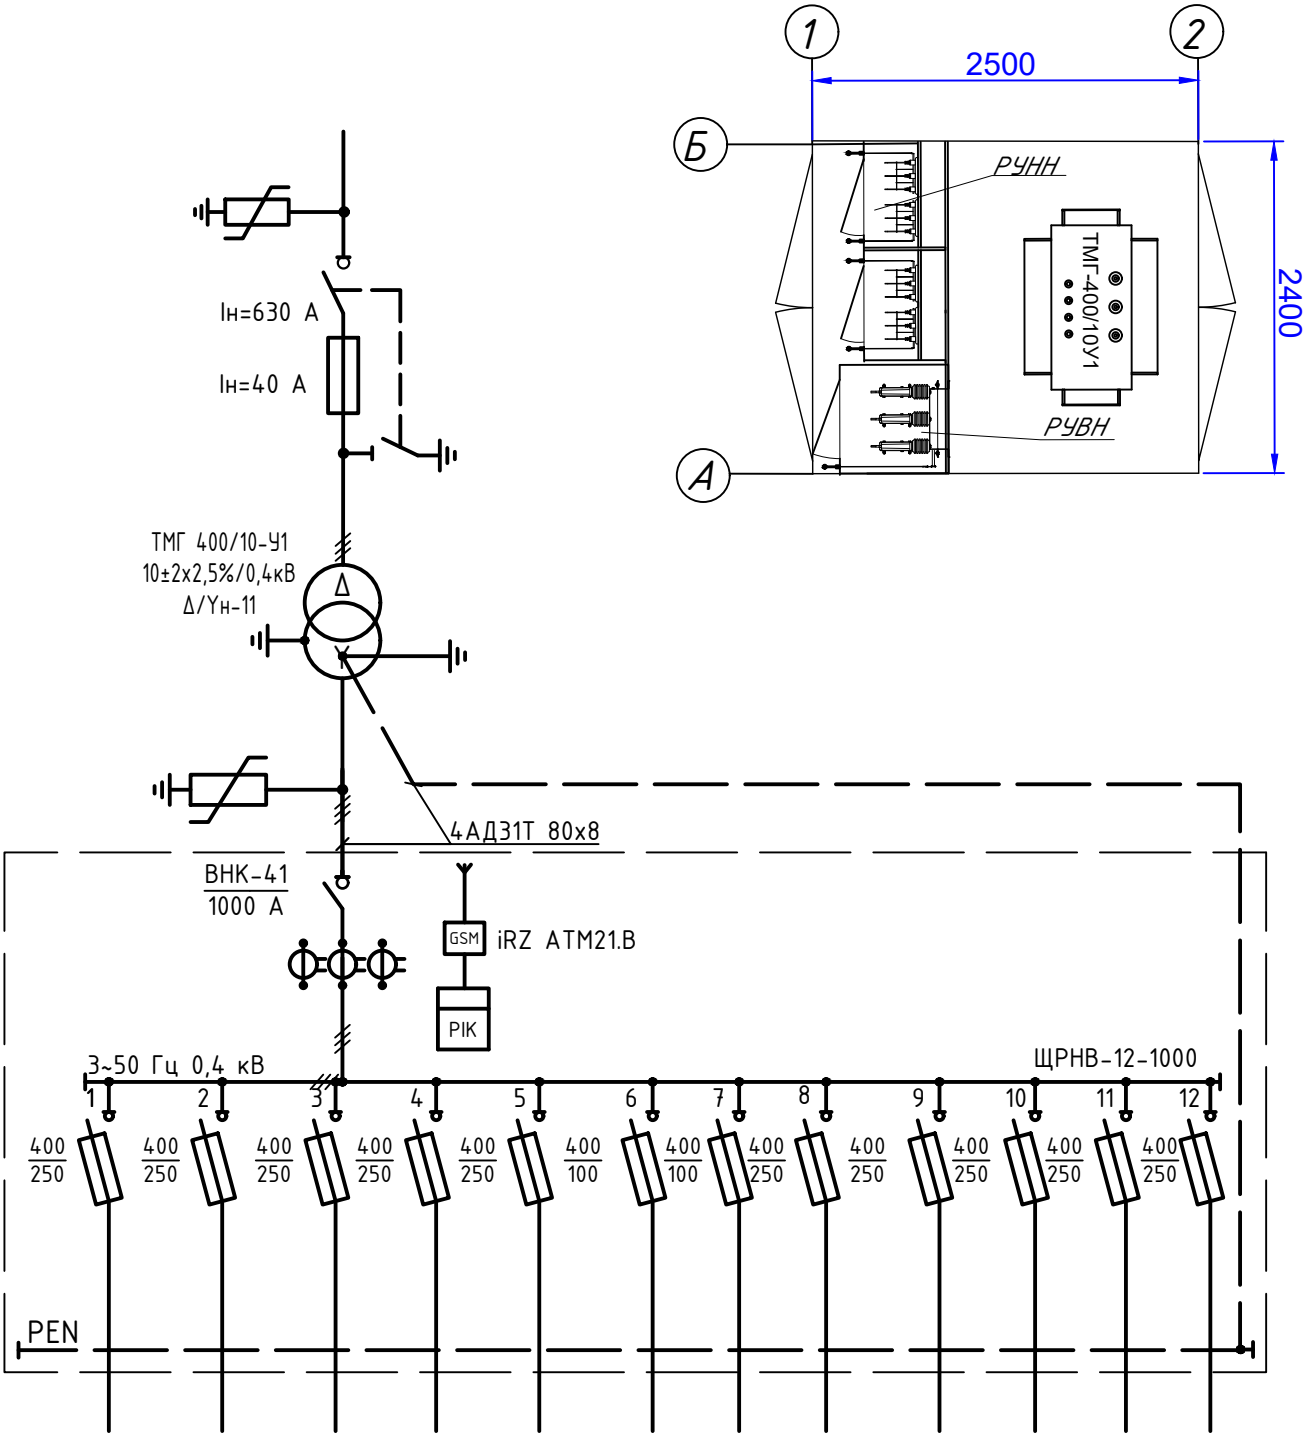 1
2
2500
Б
РУНН
ТМГ-400/10У1
2400
РУВН
А
Iн=630 А
Iн=40 А
ТМГ 400/10-У1
10±2x2,5%/0,4кВ
Δ/Yн-11
Δ
Y
4АД31Т 80x8
ВНК-41
1000 А
GSM
iRZ ATM21.B
PIK
3~50 Гц 0,4 кВ
ЩРНВ-12-1000
1 2 3 4 5 6 7 8 9 10 11 12
400 400 400 400 400 400 400 400 400 400 400 400
250 250 250 250 250 100 100 250 250 250 250 250
PEN